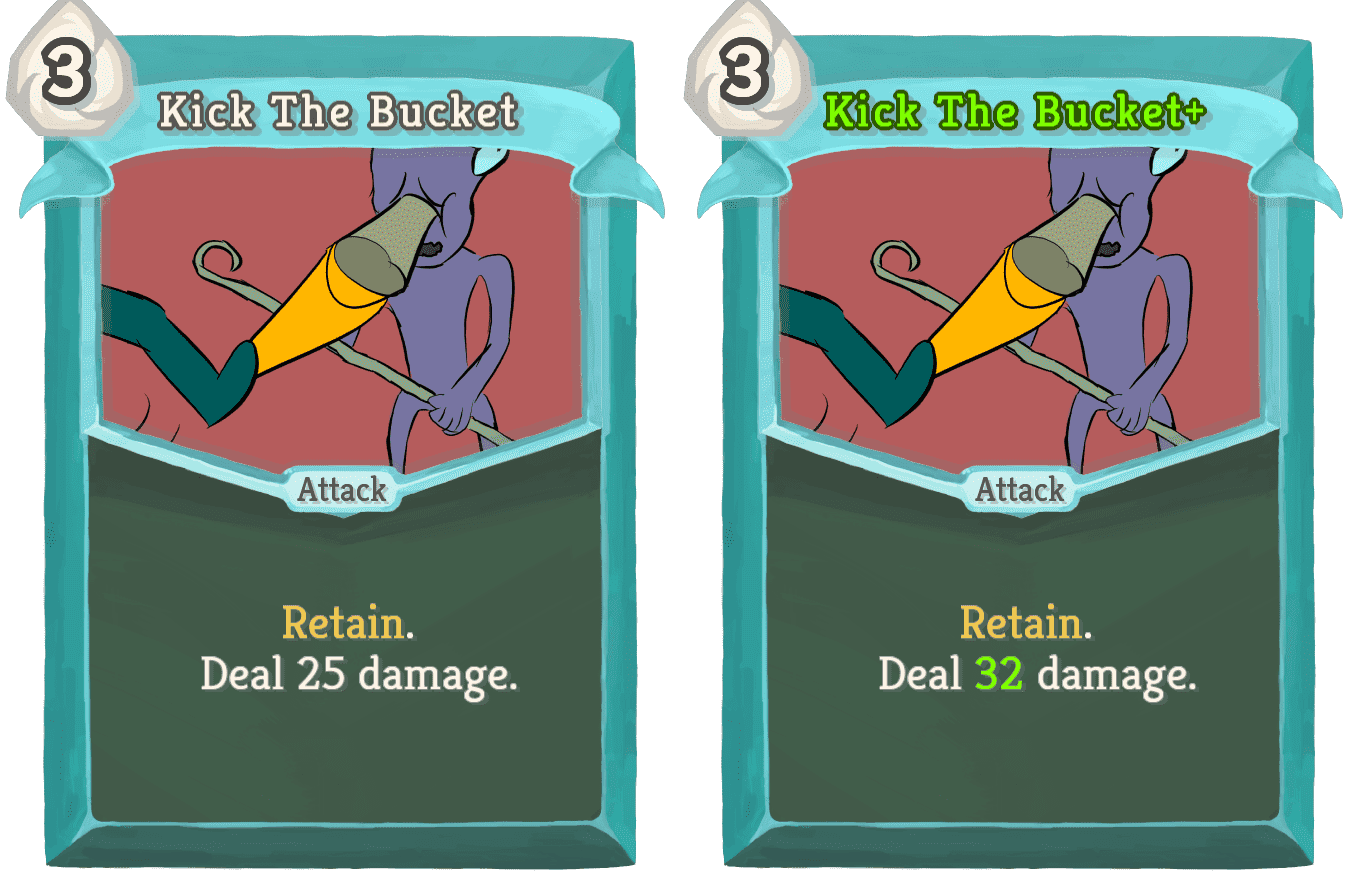 3
Kick The Bucket
Attack
Retain.
Deal 25 damage.
3
Kick The Bucket+
Attack
Retain.
Deal 32 damage.